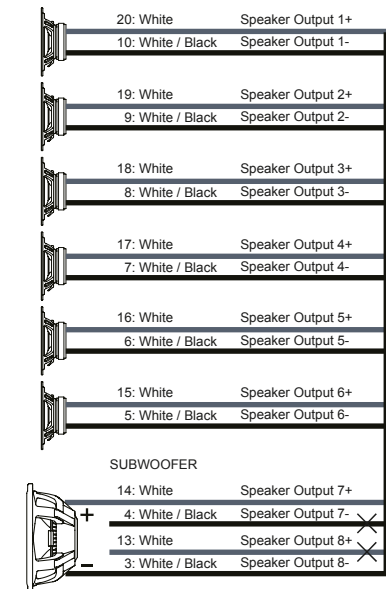 20: White Speaker Output 1+
10: White / Black Speaker Output 1-
19: White Speaker Output 2+
9: White / Black Speaker Output 2-
18: White Speaker Output 3+
8: White / Black Speaker Output 3-
17: White Speaker Output 4+
7: White / Black Speaker Output 4-
16: White Speaker Output 5+
6: White / Black Speaker Output 5-
15: White Speaker Output 6+
5: White / Black Speaker Output 6-
SUBWOOFER
14: White Speaker Output 7+
+
4: White / Black Speaker Output 7-
13: White Speaker Output 8+
–
3: White / Black Speaker Output 8-